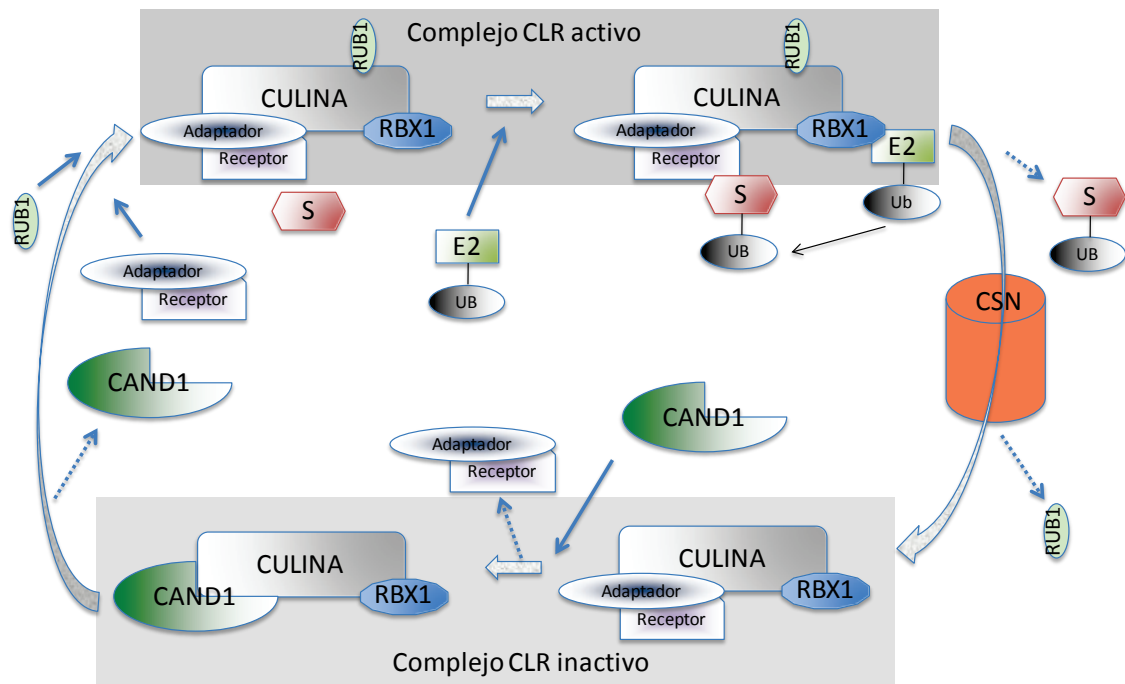 Complejo CLR activo
RUB1
RUB1
CULINA
CULINA
Adaptador
RBX1
Receptor
Adaptador
RBX1
Receptor
E2
S
S
Ub
UB
S
UB
RUB1
E2
UB
Adaptador
Receptor
CSN
CAND1
CAND1
Adaptador
Receptor
RUB1
CULINA
CAND1
RBX1
CULINA
Adaptador
RBX1
Receptor
Complejo CLR inactivo